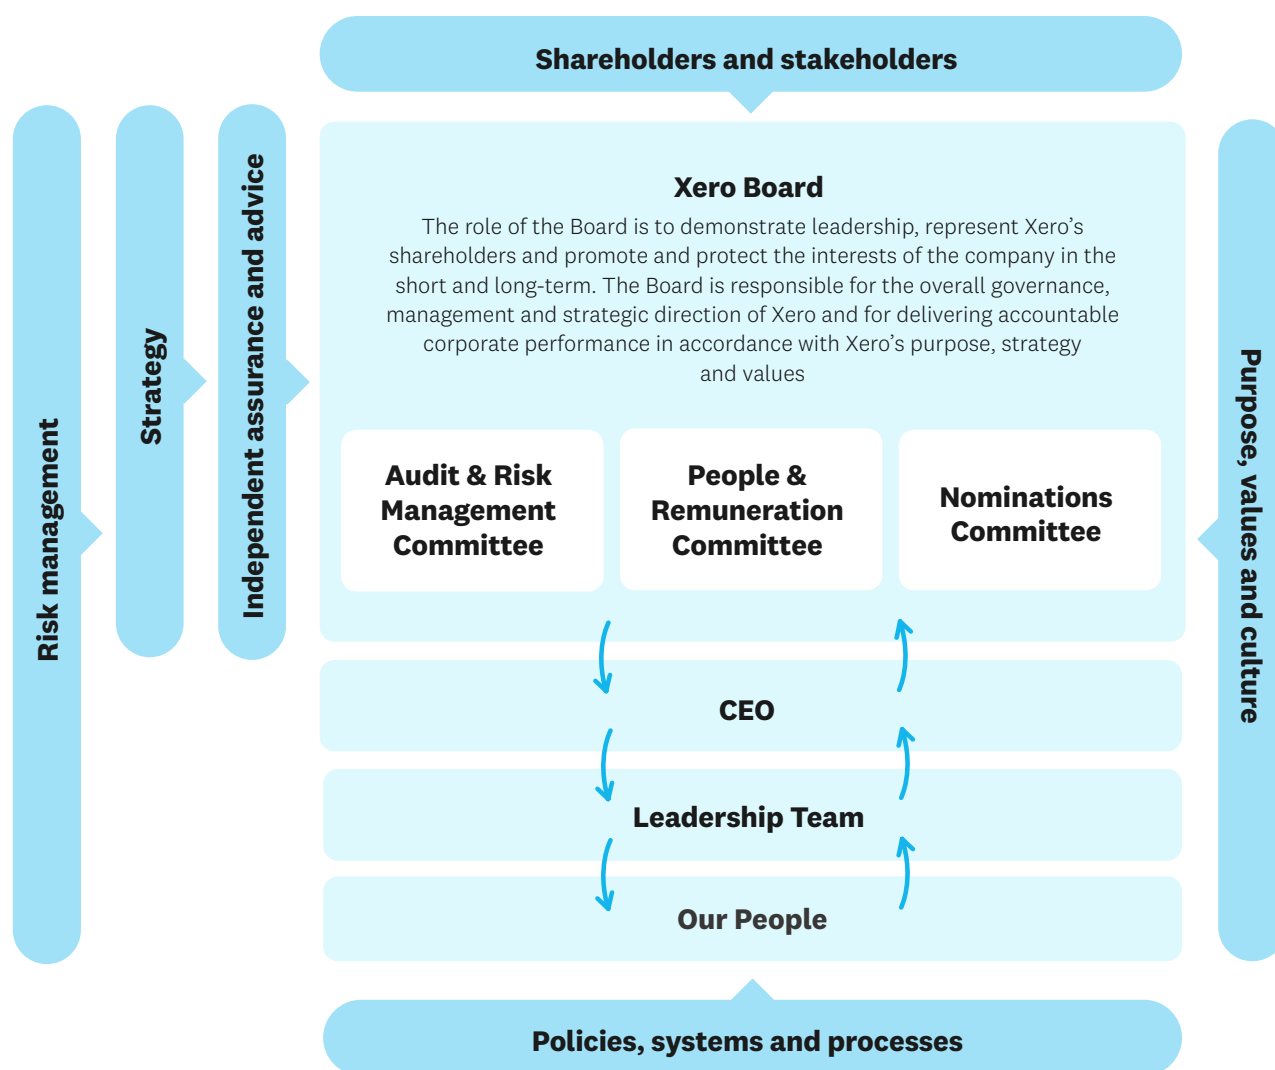 Shareholders and stakeholders
Risk management
Strategy
Independent assurance and advice
Xero Board
The role of the Board is to demonstrate leadership, represent Xero’s
shareholders and promote and protect the interests of the company in the
short and long-term. The Board is responsible for the overall governance,
management and strategic direction of Xero and for delivering accountable
corporate performance in accordance with Xero’s purpose, strategy
and values
Audit & Risk
Management
Committee
People &
Remuneration
Committee
Nominations
Committee
CEO
Leadership Team
Our People
Purpose, values and culture
Policies, systems and processes